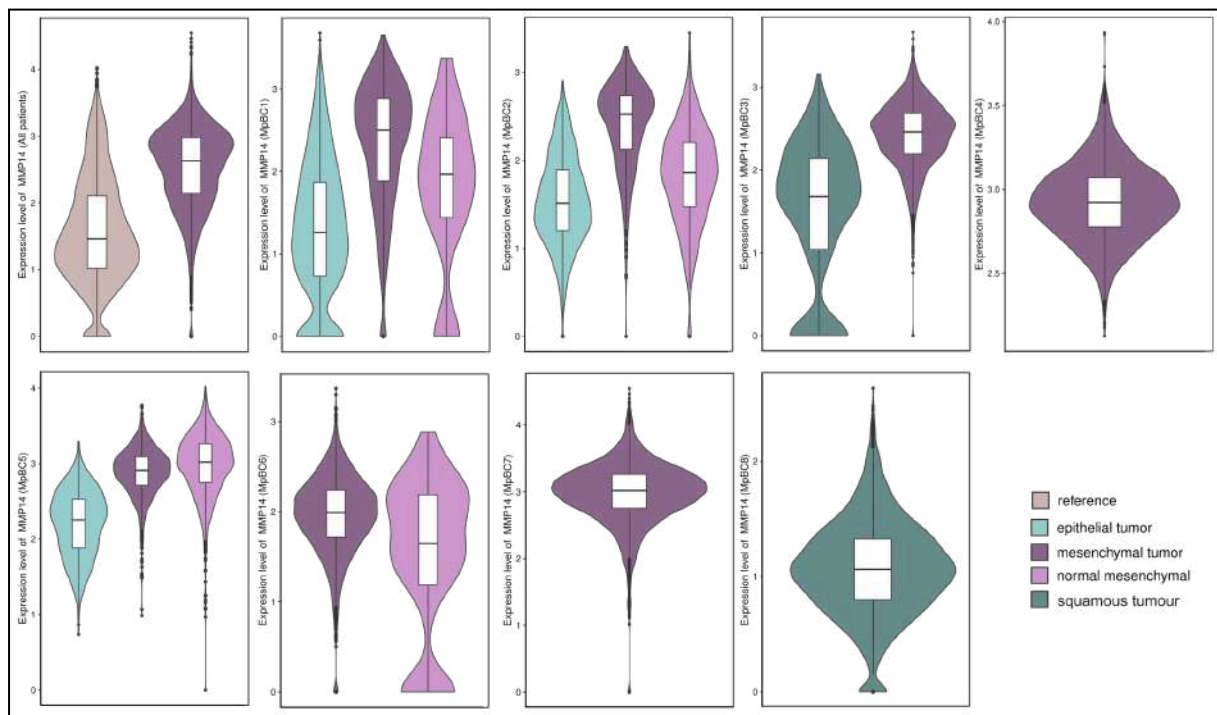 Expression level of MMP14 (All patients)
4
3
2
1
0
Expression level of MMP14 (MpBC1)
3
2
1
0
Expression level of MMP14 (MpBC2)
3
2
1
0
Expression level of MMP14 (MpBC3)
3
2
1
0
Expression level of MMP14 (MpBC4)
4.0
3.5
3.0
2.5
Expression level of MMP14 (MpBC5)
4
3
2
1
0
Expression level of MMP14 (MpBC6)
3
2
1
0
Expression level of MMP14 (MpBC7)
4
3
2
1
0
Expression level of MMP14 (MpBC8)
2
1
0
reference
epithelial tumor
mesenchymal tumor
normal mesenchymal
squamous tumour